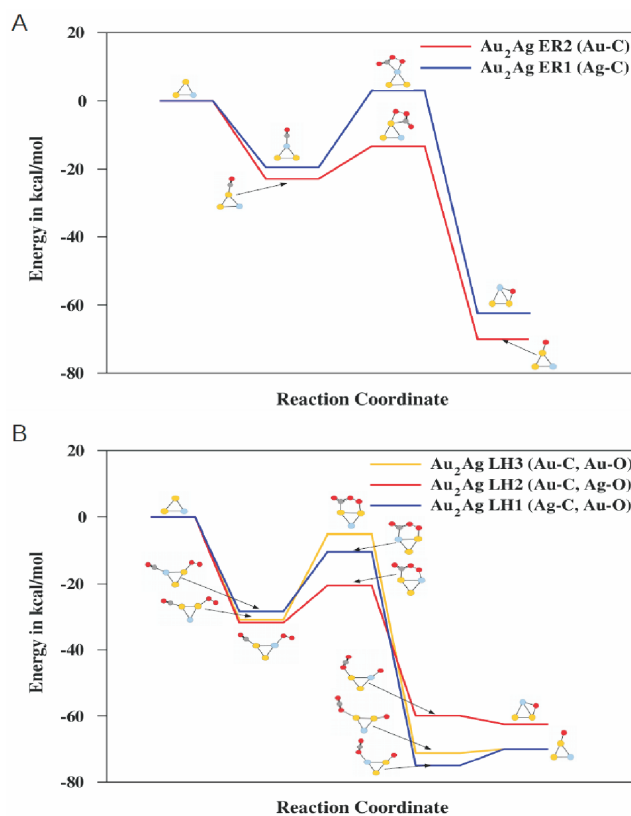 A
20
0
-20
-40
-60
-80
Energy in kcal/mol
Au2Ag ER2 (Au-C)
Au2Ag ER1 (Ag-C)
Reaction Coordinate
B
20
0
-20
-40
-60
-80
Energy in kcal/mol
Au2Ag LH3 (Au-C, Au-O)
Au2Ag LH2 (Au-C, Ag-O)
Au2Ag LH1 (Ag-C, Au-O)
Reaction Coordinate